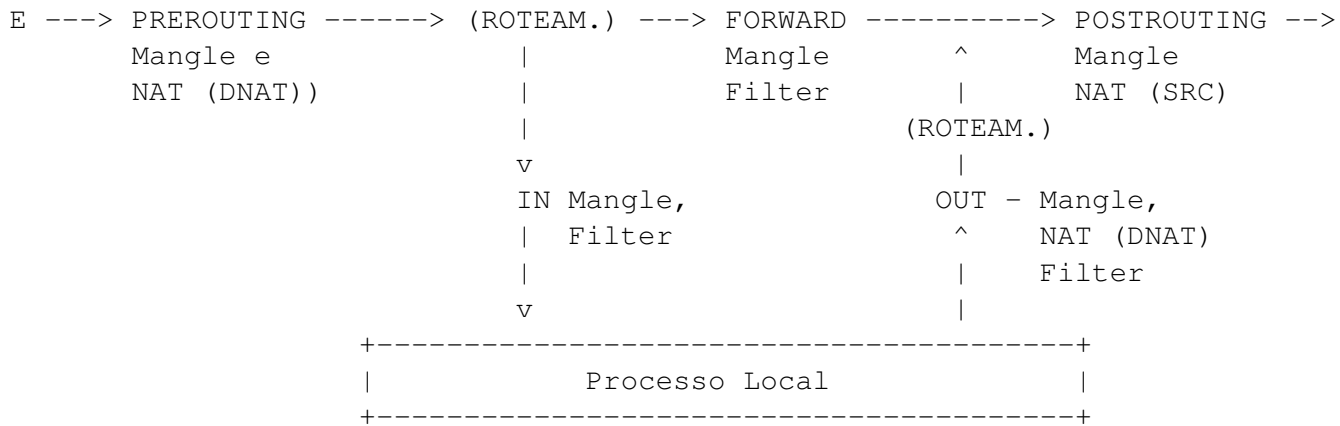 E ---> PREROUTING ------> (ROTEAM.) ---> FORWARD ----------> POSTROUTING -->
Mangle e | Mangle ^ Mangle
NAT (DNAT)) | Filter | NAT (SRC)
| (ROTEAM.)
v |
IN Mangle, OUT - Mangle,
| Filter ^ NAT (DNAT)
| | Filter
v |
+----------------------------------------+
| Processo Local |
+----------------------------------------+